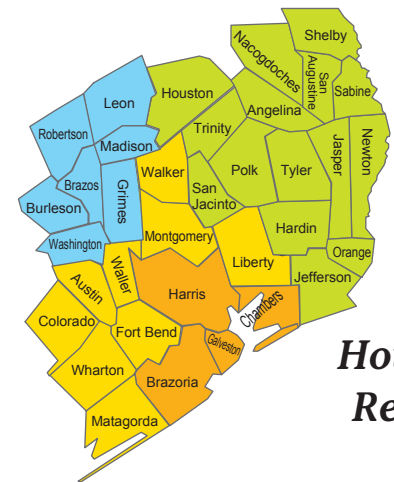 Shelby
Nacogdoches
San
Augustine
Sabine
Leon
Houston
Angelina
Robertson
Madison
Trinity
Jasper
Newton
Walker
Polk
Tyler
Brazos
Grimes
San
Jacinto
Burleson
Hardin
Washington
Montgomery
Orange
Waller
Liberty
Jefferson
Austin
Harris
Chambers
Colorado
Fort Bend
Galveston
Wharton
Brazoria
Matagorda
Hou
Re